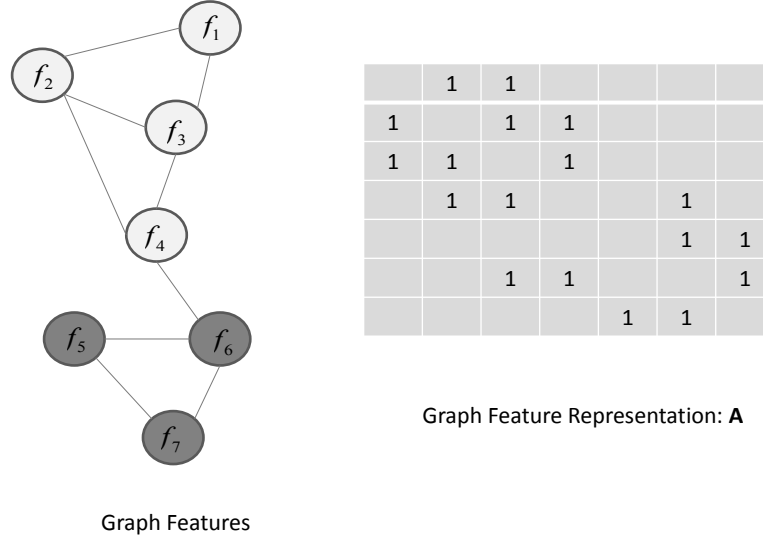 f1
f2
f3
f4
f5
f6
f7
Graph Features
1 1
1 1 1
1 1 1
1 1 1
1 1
1 1 1
1 1
Graph Feature Representation: A